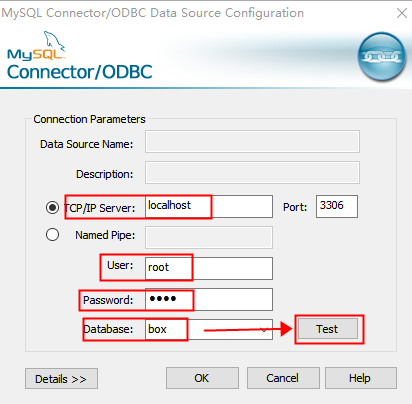 MySQL Connector/ODBC Data Source Configuration
MySQL
Connector/ODBC
Connection Parameters
Data Source Name:
Description:
TCP/IP Server: localhost Port: 3306
Named Pipe:
User: root
Password: ●●●●
Database: box Test
Details >> OK Cancel Help